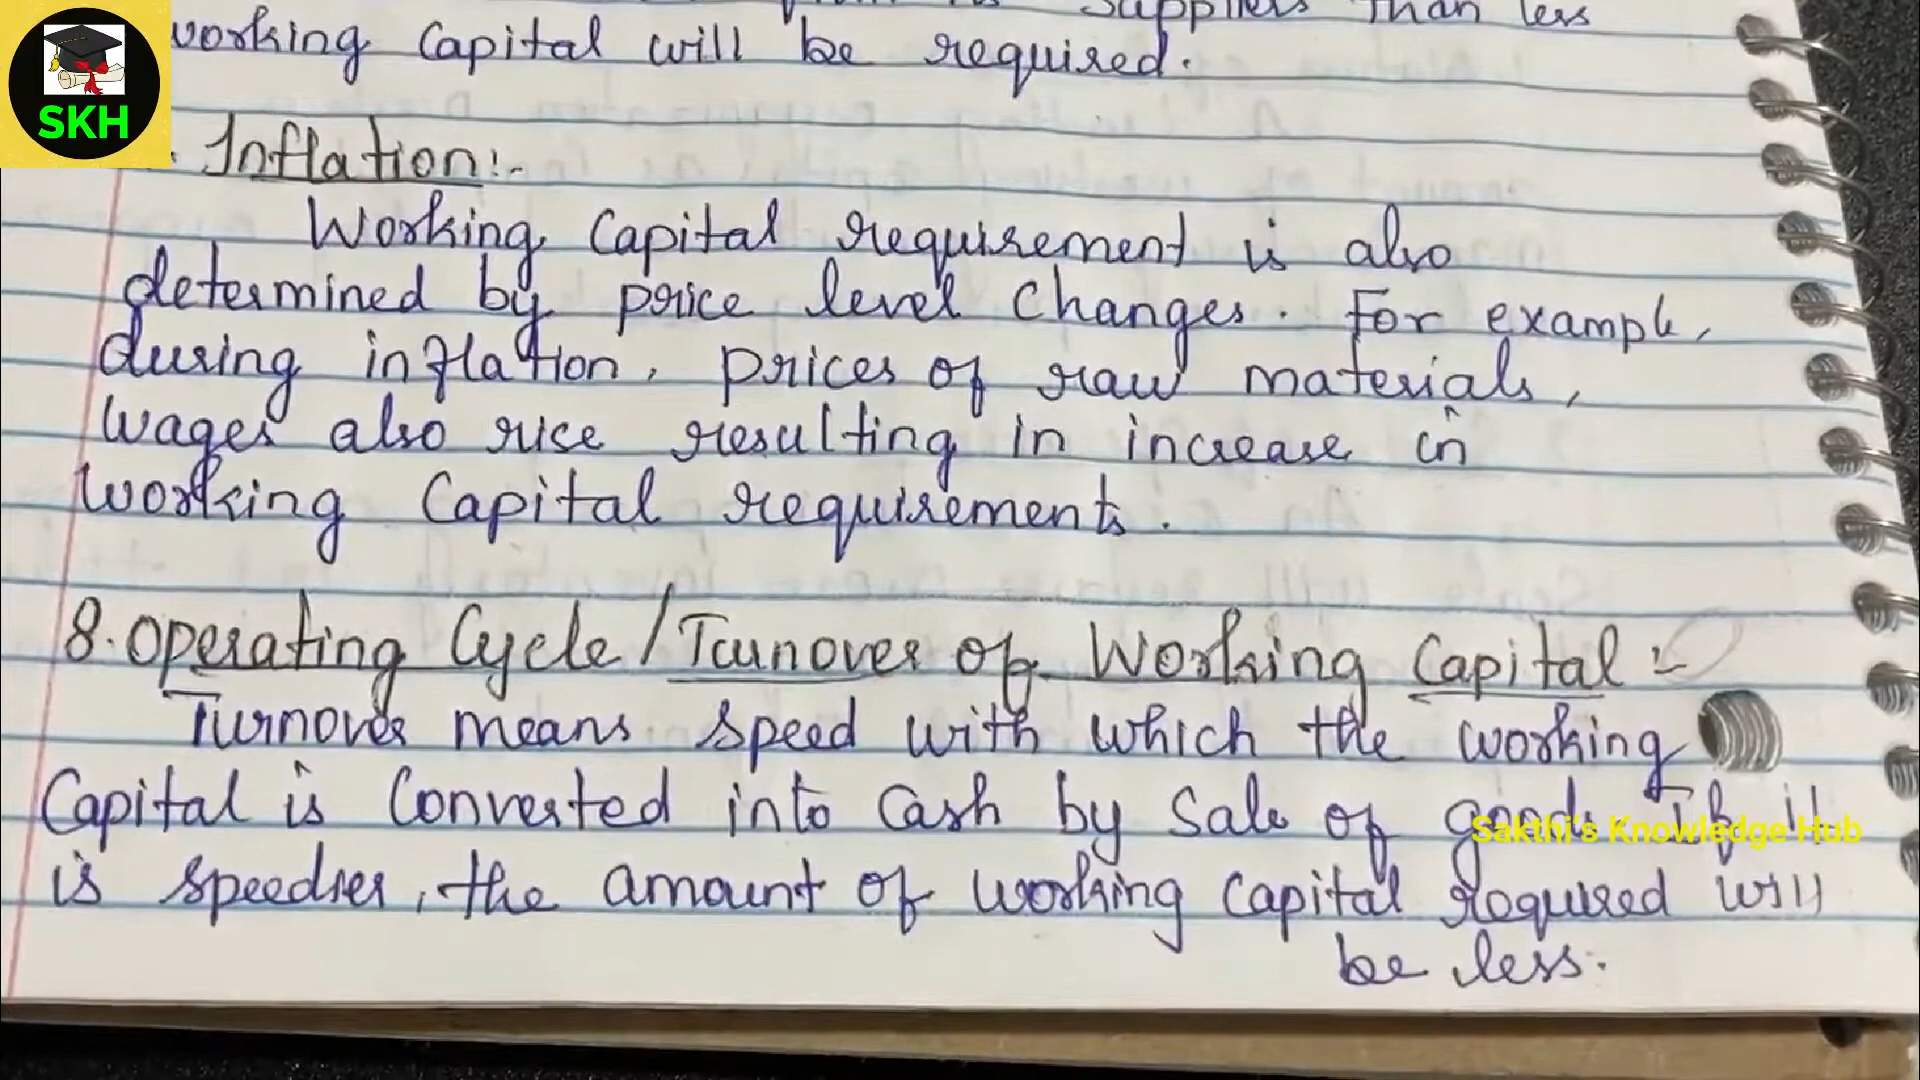 Suppliers than less
working Capital will be required.
SKH
. Inflation:-
Working Capital requirement is also
determined by price level changes. For example,
during inflation, prices of raw materials,
wages also rise resulting in increase in
working Capital requirements.
8. Operating Cycle/Turnover of Working Capital :-
Turnover means speed with which the working
Capital is Converted into Cash by Sale of goods. If it
Sakthi's Knowledge Hub
is speedier, the amount of working Capital required will
be less.